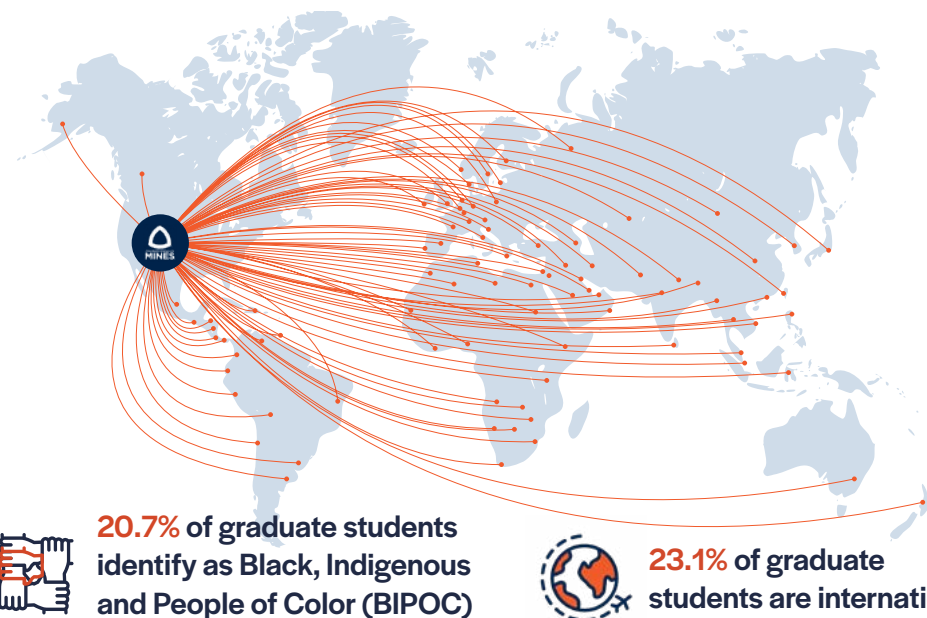 MINES
20.7% of graduate students
identify as Black, Indigenous
and People of Color (BIPOC)
23.1% of graduate
students are internati